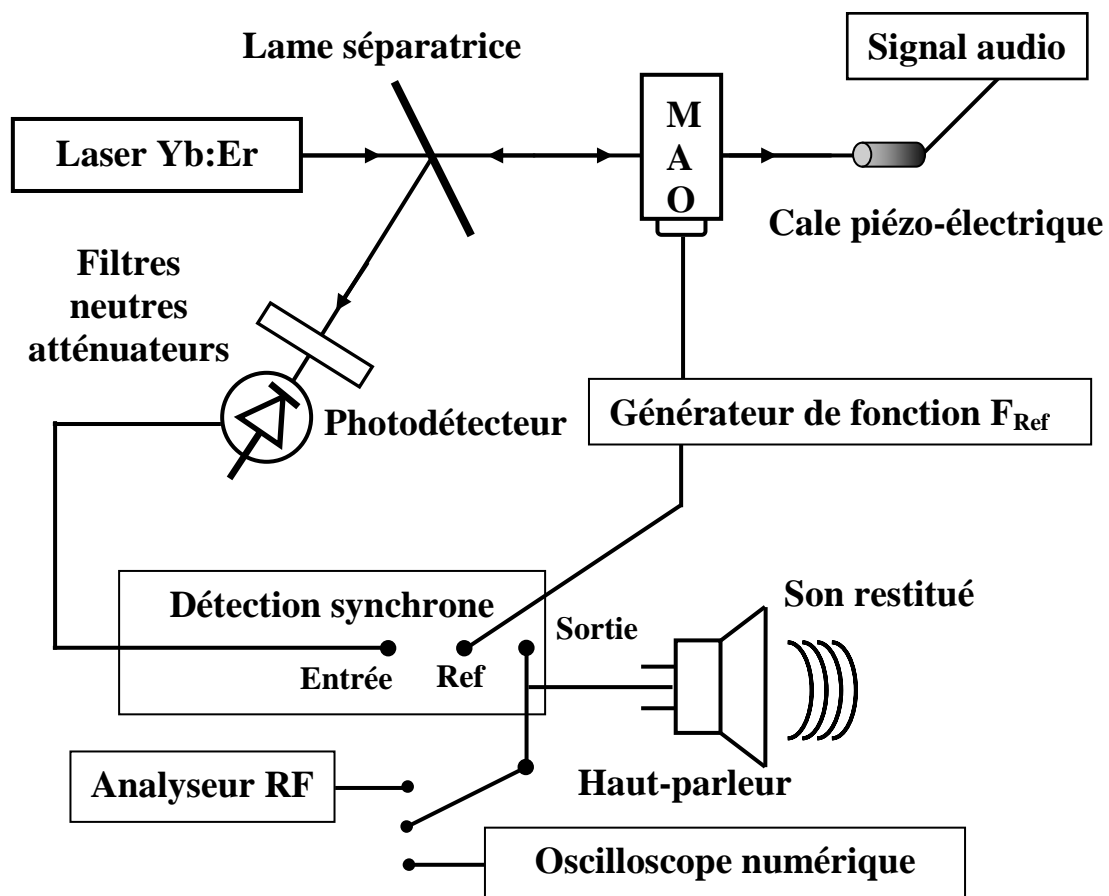 Lame séparatrice
Signal audio
Laser Yb:Er
M
A
O
Cale piézo-électrique
Filtres
neutres
atténuateurs
Photodétecteur
Générateur de fonction FRef
Détection synchrone
Entrée
Ref
Sortie
Son restitué
Haut-parleur
Analyseur RF
Oscilloscope numérique